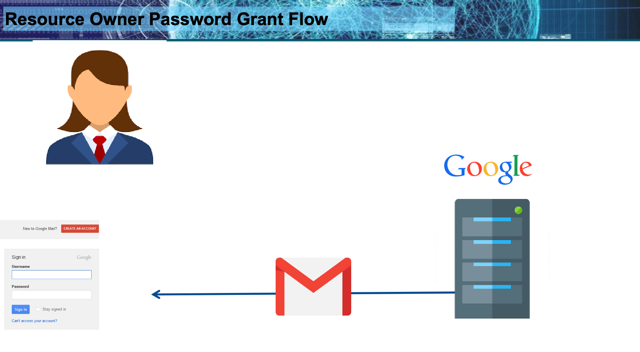 Resource Owner Password Grant Flow
Google
New to Google Mail? CREATE AN ACCOUNT
Sign in Google
Username
Password
Sign in Stay signed in
Can't access your account?